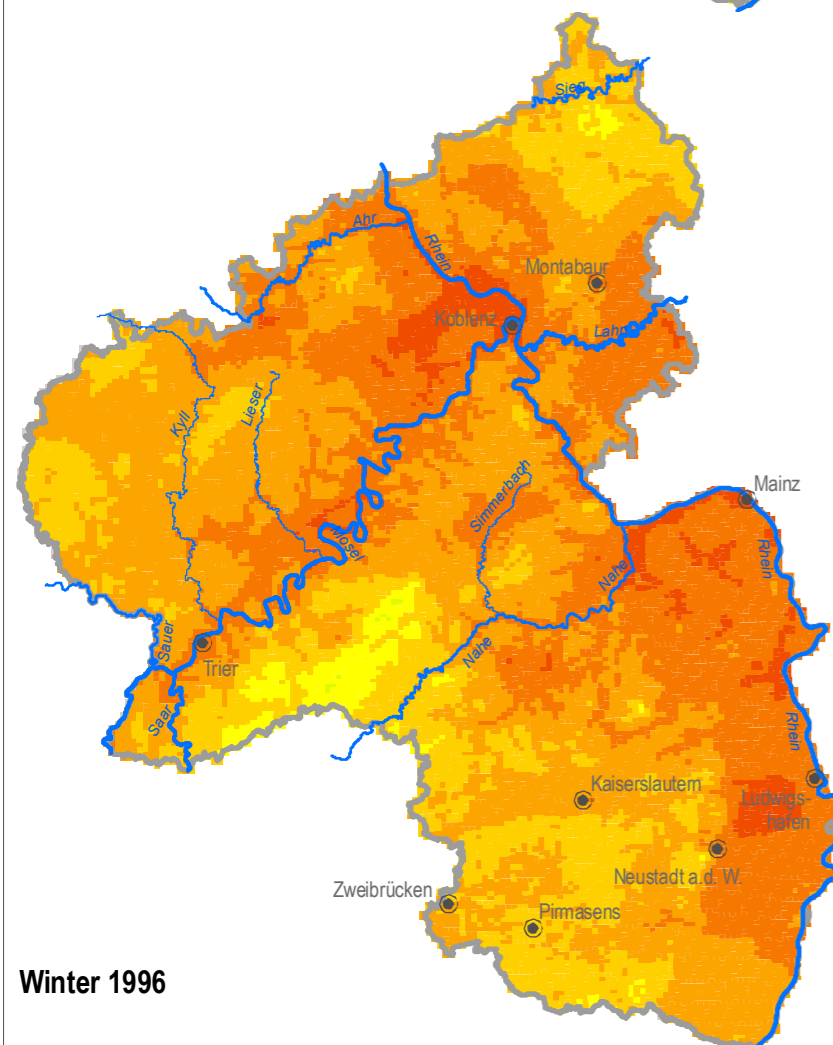 Sieg
Ahr
Rhein
Montabaur
Koblenz
Lahn
Kyll
Lieser
Simmerbach
Mainz
Mosel
Rhein
Nahe
Sauer
Trier
Nahe
Saar
Rhein
Kaiserslautern
Ludwigs-
hafen
Neustadt a.d. W.
Zweibrücken
Pirmasens
Winter 1996